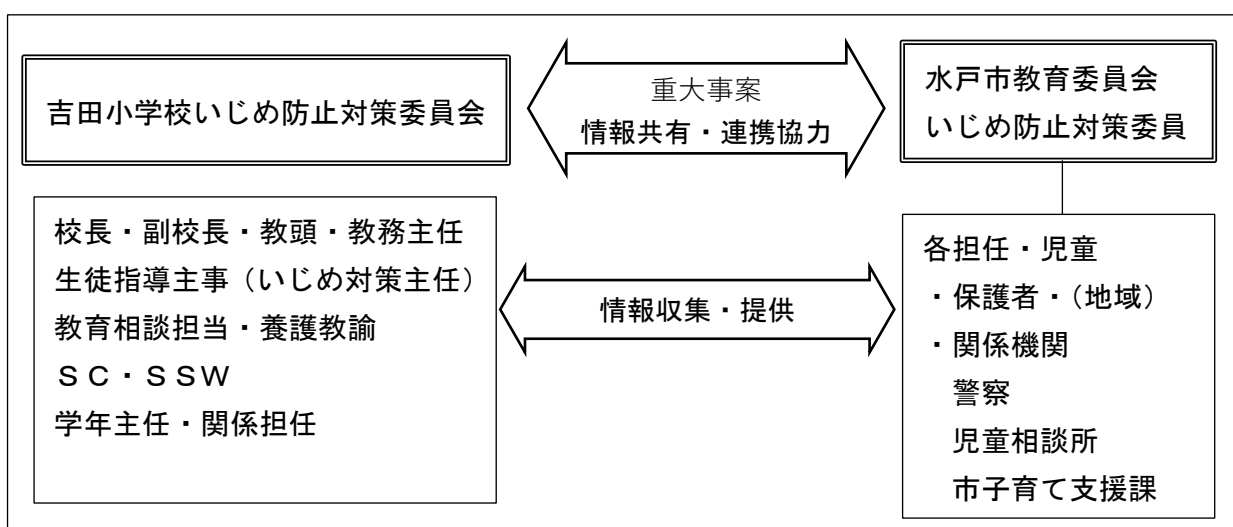 吉田小学校いじめ防止対策委員会
重大事案
情報共有・連携協力
水戸市教育委員会
いじめ防止対策委員
校長・副校長・教頭・教務主任
生徒指導主事（いじめ対策主任）
教育相談担当・養護教諭
ＳＣ・ＳＳＷ
学年主任・関係担任
情報収集・提供
各担任・児童
・保護者・（地域）
・関係機関
警察
児童相談所
市子育て支援課